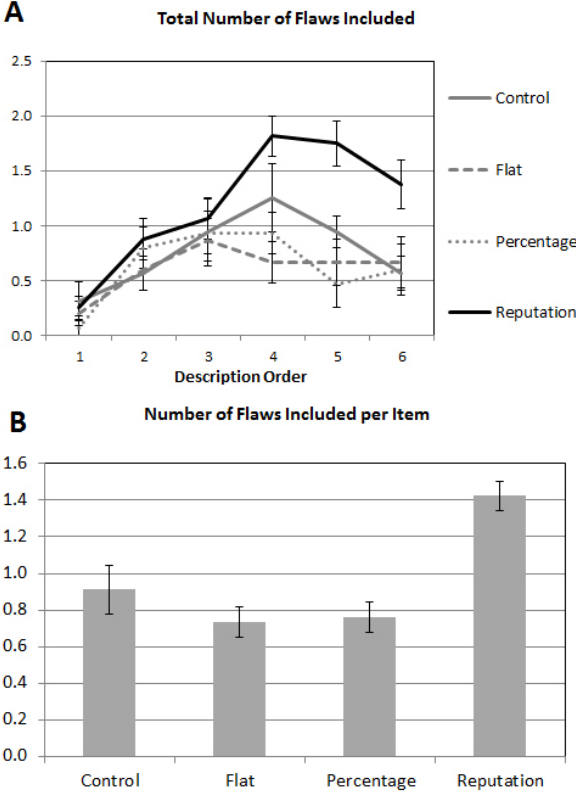 A
Total Number of Flaws Included
2.5
2.0
1.5
1.0
0.5
0.0
1 2 3 4 5 6
Description Order
Control
Flat
Percentage
Reputation
B
Number of Flaws Included per Item
1.6
1.4
1.2
1.0
0.8
0.6
0.4
0.2
0.0
Control Flat Percentage Reputation